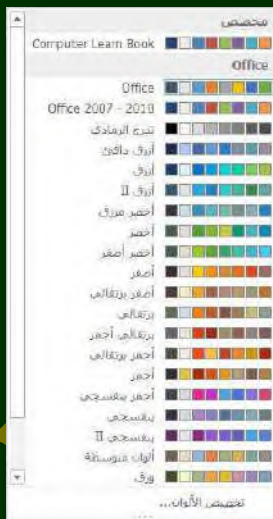 مخصص
Computer Learn Book
Office
Office
Office 2007 - 2010
تدرج الرمادي
أزرق دافئ
أزرق
أزرق II
أخضر مزرق
أخضر
أخضر أصفر
أصفر
أصفر برتقالي
برتقالي
برتقالي أحمر
أحمر برتقالي
أحمر
أحمر بنفسجي
بنفسجي
بنفسجي II
ألوان متوسطة
ورق
تخصيص الألوان...